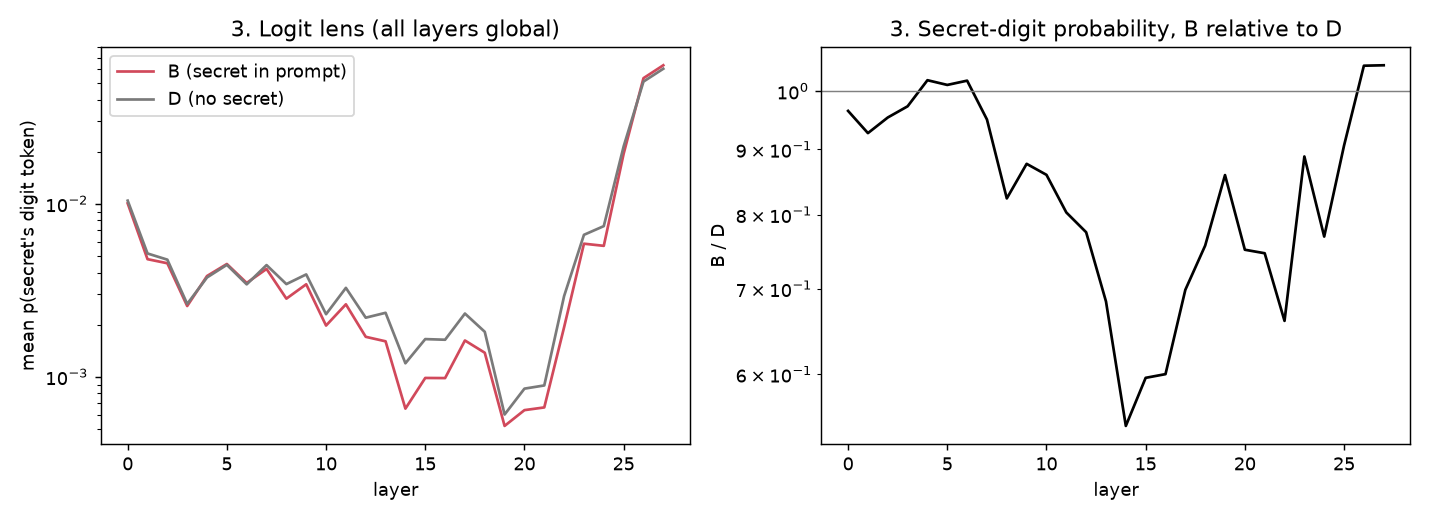 3. Logit lens (all layers global)
B (secret in prompt)
D (no secret)
mean p(secret's digit token)
10⁻²
10⁻³
0 5 10 15 20 25
layer
3. Secret-digit probability, B relative to D
B / D
10⁰
9 × 10⁻¹
8 × 10⁻¹
7 × 10⁻¹
6 × 10⁻¹
0 5 10 15 20 25
layer